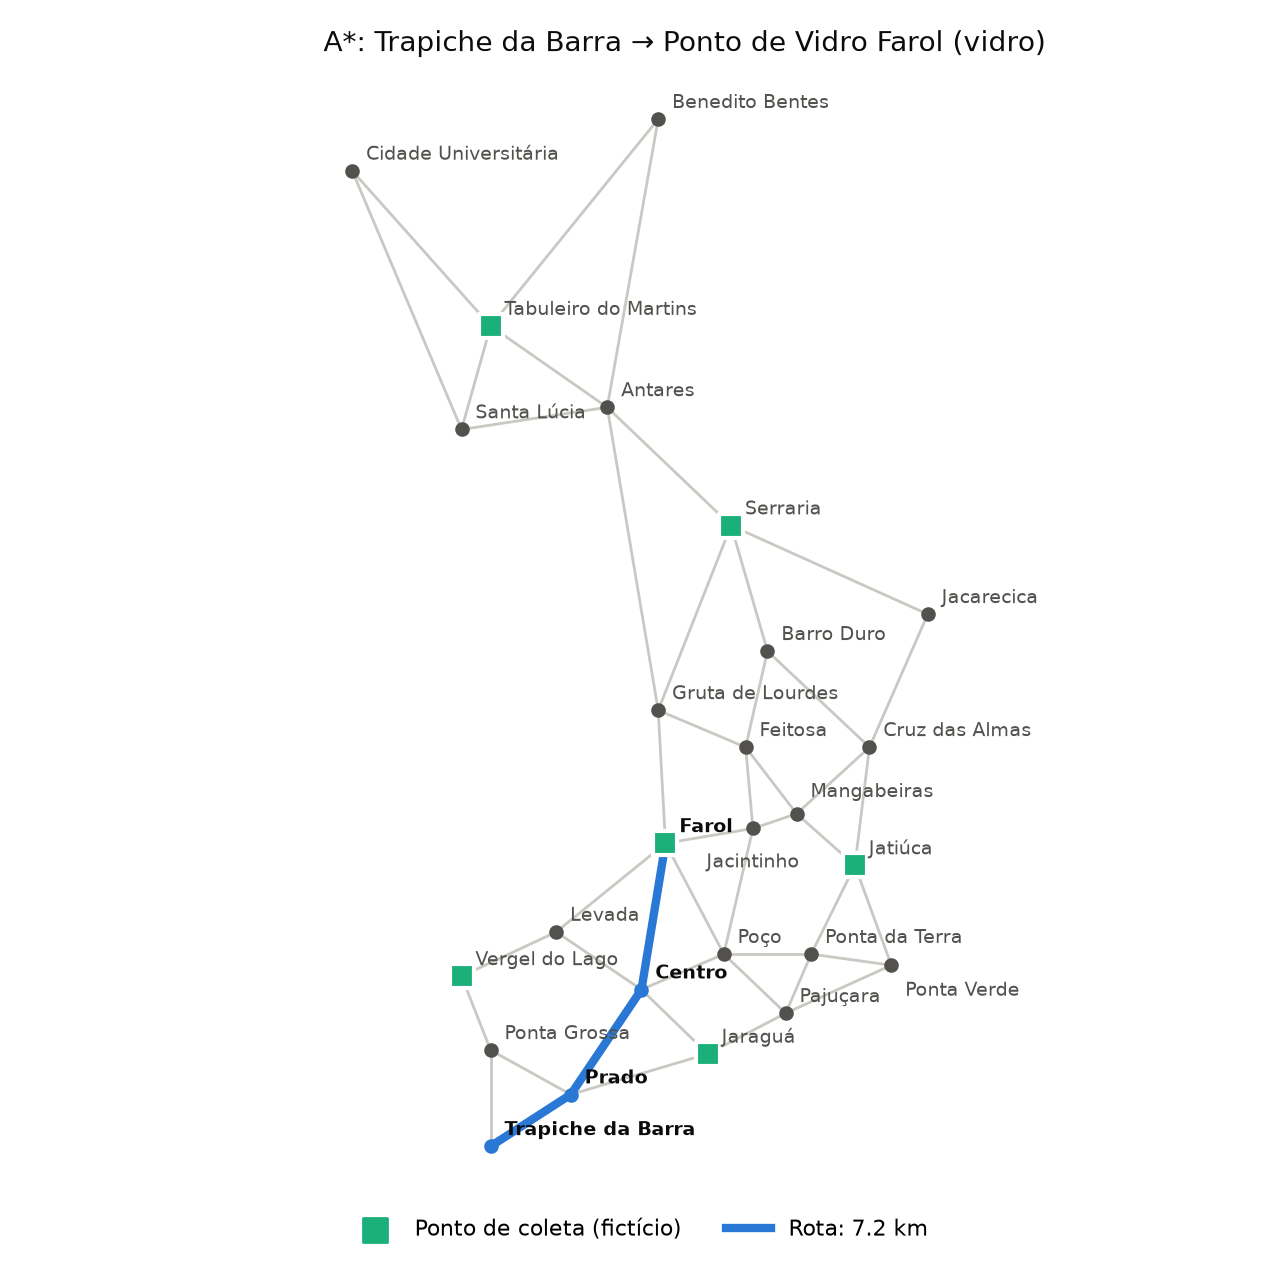 A*: Trapiche da Barra → Ponto de Vidro Farol (vidro)
Benedito Bentes
Cidade Universitária
Tabuleiro do Martins
Antares
Santa Lúcia
Serraria
Jacarecica
Barro Duro
Gruta de Lourdes
Feitosa
Cruz das Almas
Mangabeiras
Farol
Jacintinho
Jatiúca
Levada
Poço
Ponta da Terra
Vergel do Lago
Centro
Ponta Verde
Pajuçara
Ponta Grossa
Jaraguá
Prado
Trapiche da Barra
Ponto de coleta (fictício)
Rota: 7.2 km